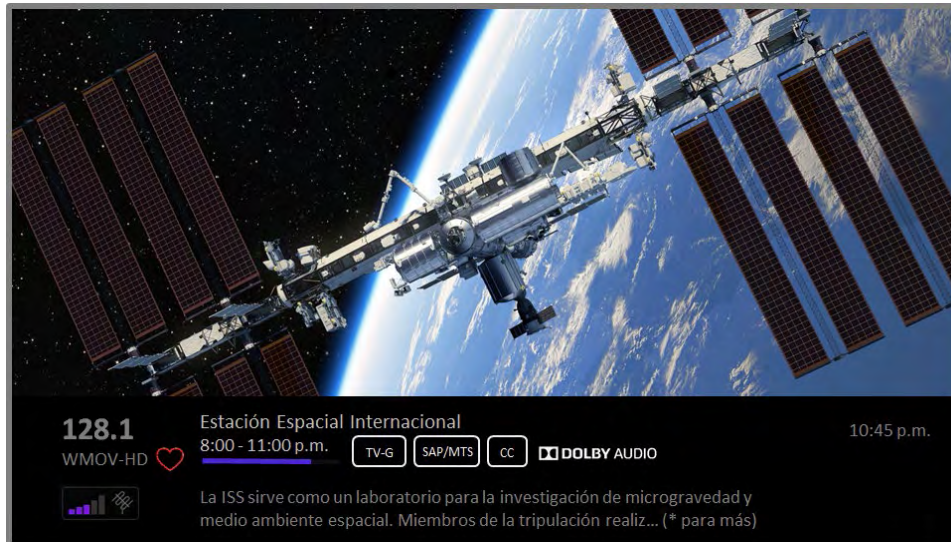 128.1
WMOV-HD
Estación Espacial Internacional
8:00 - 11:00 p.m.
TV-G
SAP/MTS
CC
DOLBY AUDIO
10:45 p.m.
La ISS sirve como un laboratorio para la investigación de microgravedad y
medio ambiente espacial. Miembros de la tripulación realiz... (* para más)